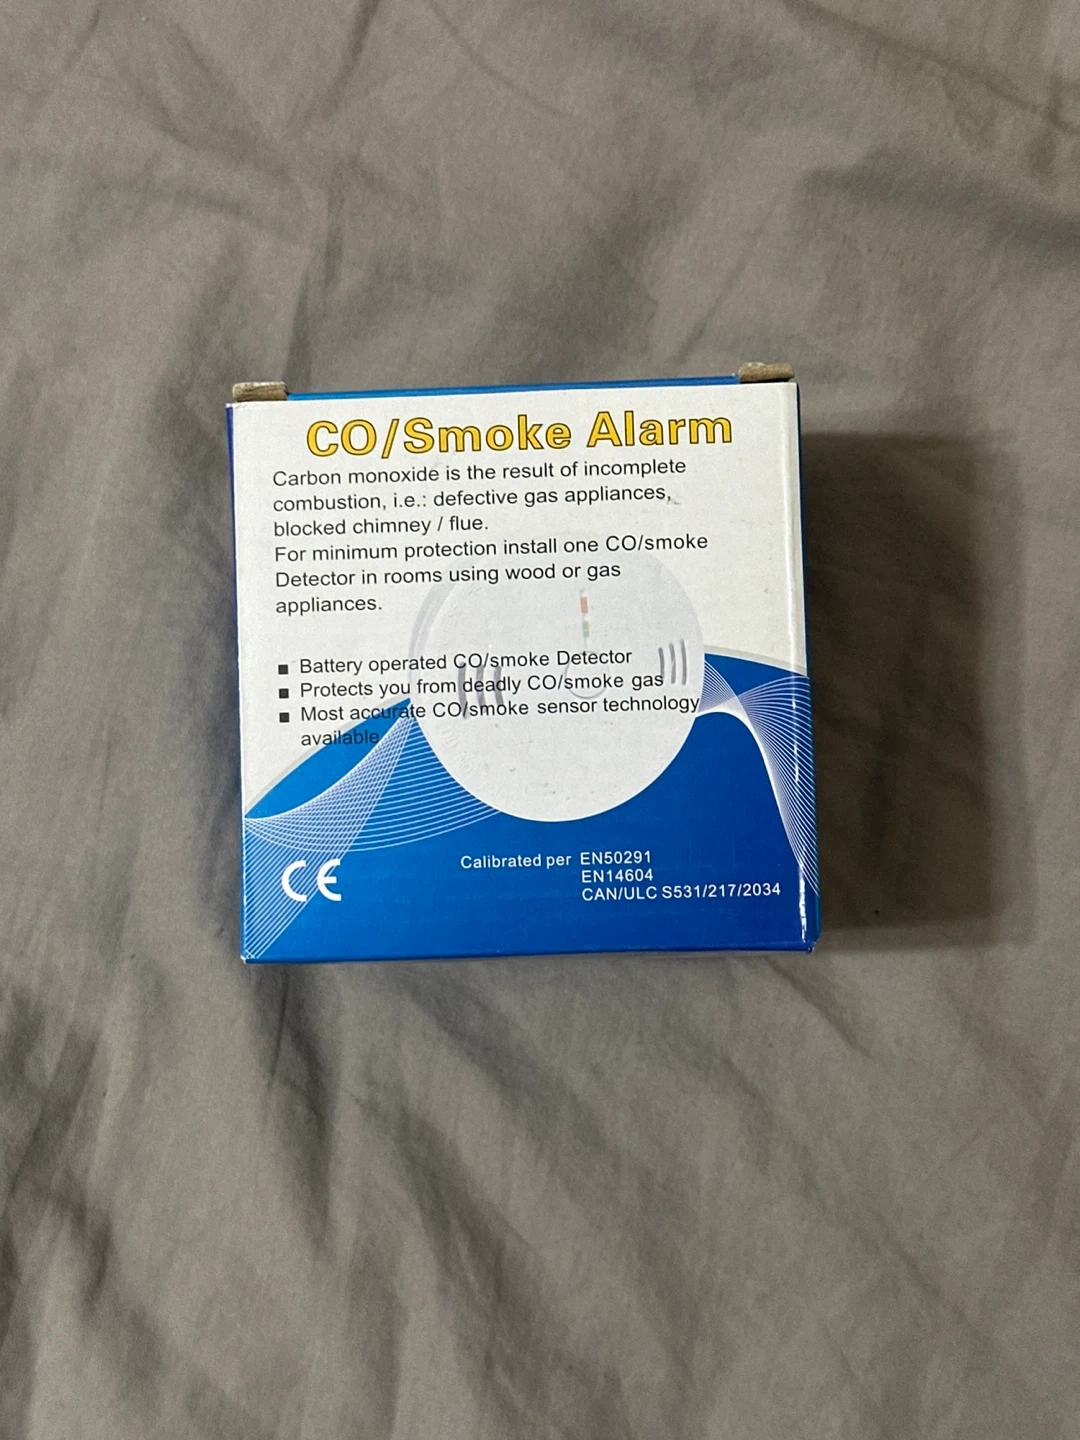 CO/Smoke Alarm
Carbon monoxide is the result of incomplete
combustion, i.e.: defective gas appliances,
blocked chimney / flue.
For minimum protection install one CO/smoke
Detector in rooms using wood or gas
appliances.
■ Battery operated CO/smoke Detector
■ Protects you from deadly CO/smoke gas
■ Most accurate CO/smoke sensor technology
available
CE
Calibrated per EN50291
EN14604
CAN/ULC S531/217/2034